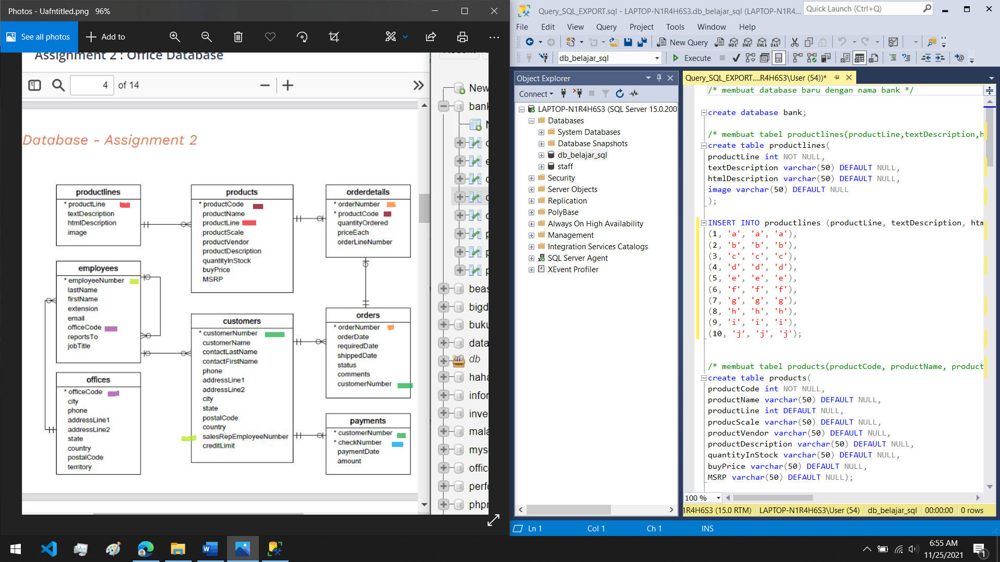 Photos - Uafntitled.png 96%
See all photos
Add to
Assignment 2 : Office Database
4 of 14
Database - Assignment 2
productlines
* productLine
textDescription
htmlDescription
image
products
* productCode
productName
productLine
productScale
productVendor
productDescription
quantityInStock
buyPrice
MSRP
orderdetails
* orderNumber
* productCode
quantityOrdered
priceEach
orderLineNumber
employees
* employeeNumber
lastName
firstName
extension
email
officeCode
reportsTo
jobTitle
customers
* customerNumber
customerName
contactLastName
contactFirstName
phone
addressLine1
addressLine2
city
state
postalCode
country
salesRepEmployeeNumber
creditLimit
orders
* orderNumber
orderDate
requiredDate
shippedDate
status
comments
customerNumber
offices
* officeCode
city
phone
addressLine1
addressLine2
state
country
postalCode
territory
payments
* customerNumber
* checkNumber
paymentDate
amount
New
bank
beas
bigd
buku
data
db
haha
infor
inve
mala
mys
offic
perfo
phpr
Query_SQL_EXPORT.sql - LAPTOP-N1R4H6S3.db_belajar_sql (LAPTOP-N1R4...
Quick Launch (Ctrl+Q)
File Edit View Query Project Tools Window Help
New Query
MDX DMX XMLA DAX
db_belajar_sql
Execute
Object Explorer
Connect
LAPTOP-N1R4H6S3 (SQL Server 15.0.200
Databases
System Databases
Database Snapshots
db_belajar_sql
staff
Security
Server Objects
Replication
PolyBase
Always On High Availability
Management
Integration Services Catalogs
SQL Server Agent
XEvent Profiler
Query_SQL_EXPORT....R4H6S3\User (54))*
/* membuat database baru dengan nama bank */
create database bank;
/* membuat tabel productlines(productLine,textDescription,h
create table productlines(
productLine int NOT NULL,
textDescription varchar(50) DEFAULT NULL,
htmlDescription varchar(50) DEFAULT NULL,
image varchar(50) DEFAULT NULL
);
INSERT INTO productlines (productLine, textDescription, htm
(1, 'a', 'a', 'a'),
(2, 'b', 'b', 'b'),
(3, 'c', 'c', 'c'),
(4, 'd', 'd', 'd'),
(5, 'e', 'e', 'e'),
(6, 'f', 'f', 'f'),
(7, 'g', 'g', 'g'),
(8, 'h', 'h', 'h'),
(9, 'i', 'i', 'i'),
(10, 'j', 'j', 'j');
/* membuat tabel products(productCode, productName, product
create table products(
productCode int NOT NULL,
productName varchar(50) DEFAULT NULL,
productLine int DEFAULT NULL,
producScale varchar(50) DEFAULT NULL,
productVendor varchar(50) DEFAULT NULL,
productDescription varchar(50) DEFAULT NULL,
quantityInStock varchar(50) DEFAULT NULL,
buyPrice varchar(50) DEFAULT NULL,
MSRP varchar(50) DEFAULT NULL);
100 %
1R4H6S3 (15.0 RTM) LAPTOP-N1R4H6S3\User (54) db_belajar_sql 00:00:00 0 rows
Ln 1 Col 1 Ch 1 INS
6:55 AM
11/25/2021
1